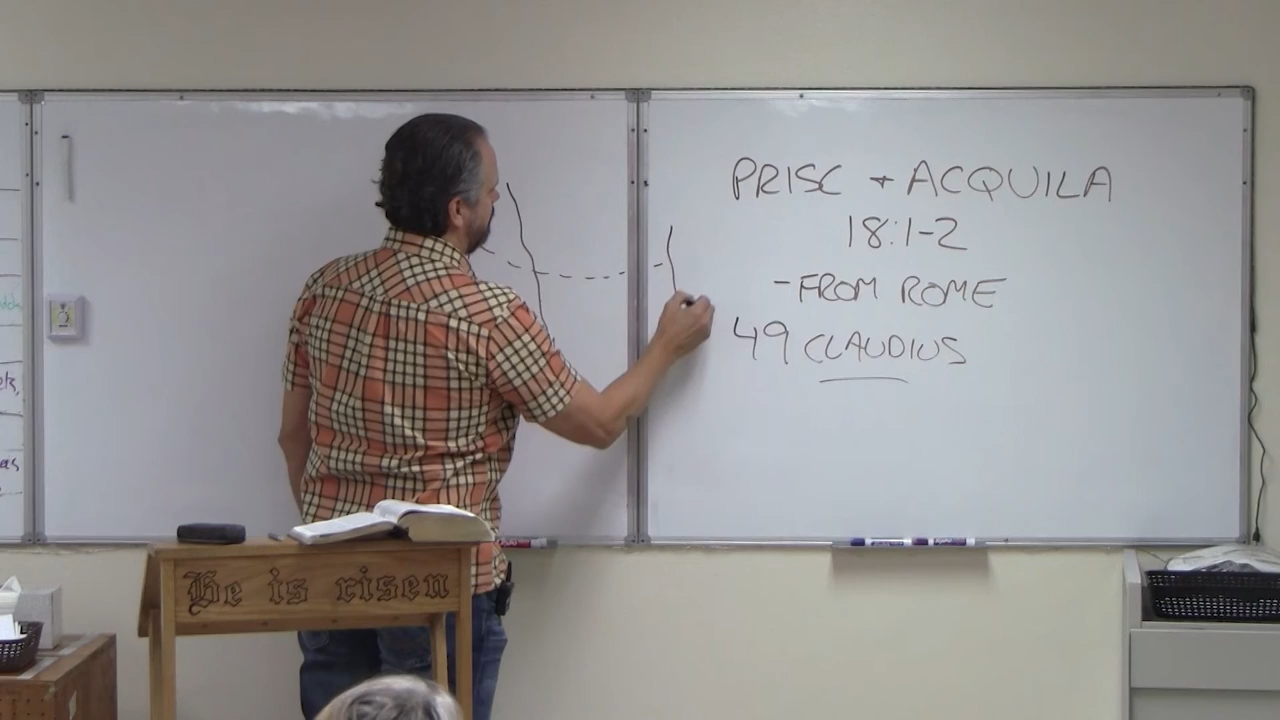 PRISC + ACQUILA
18:1-2
-FROM ROME
49 CLAUDIUS
He is risen